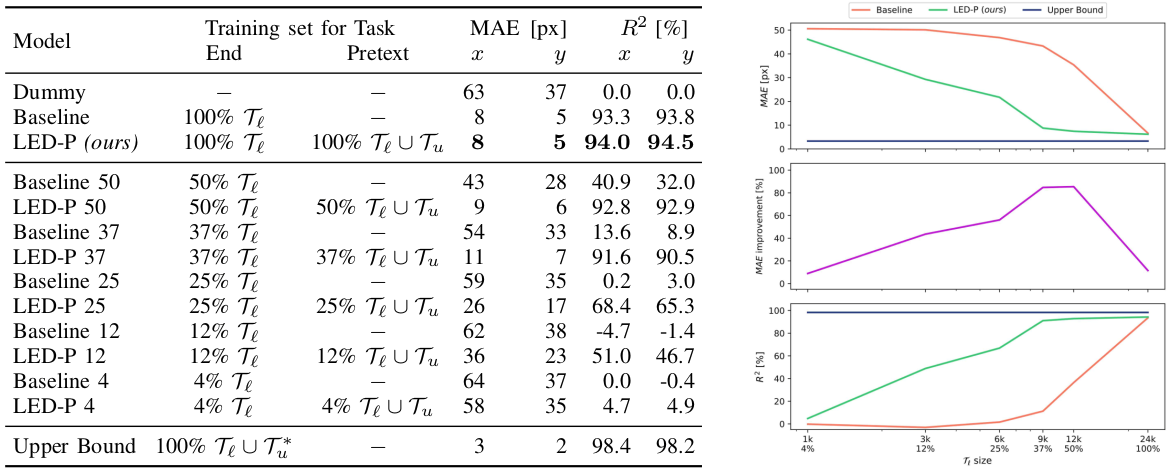 Model Training set for Task MAE [px] R² [%]
End Pretext x y x y
Dummy – – 63 37 0.0 0.0
Baseline 100% 𝒯ℓ – 8 5 93.3 93.8
LED-P (ours) 100% 𝒯ℓ 100% 𝒯ℓ ∪ 𝒯u 8 5 94.0 94.5
Baseline 50 50% 𝒯ℓ – 43 28 40.9 32.0
LED-P 50 50% 𝒯ℓ 50% 𝒯ℓ ∪ 𝒯u 9 6 92.8 92.9
Baseline 37 37% 𝒯ℓ – 54 33 13.6 8.9
LED-P 37 37% 𝒯ℓ 37% 𝒯ℓ ∪ 𝒯u 11 7 91.6 90.5
Baseline 25 25% 𝒯ℓ – 59 35 0.2 3.0
LED-P 25 25% 𝒯ℓ 25% 𝒯ℓ ∪ 𝒯u 26 17 68.4 65.3
Baseline 12 12% 𝒯ℓ – 62 38 -4.7 -1.4
LED-P 12 12% 𝒯ℓ 12% 𝒯ℓ ∪ 𝒯u 36 23 51.0 46.7
Baseline 4 4% 𝒯ℓ – 64 37 0.0 -0.4
LED-P 4 4% 𝒯ℓ 4% 𝒯ℓ ∪ 𝒯u 58 35 4.7 4.9
Upper Bound 100% 𝒯ℓ ∪ 𝒯u* – 3 2 98.4 98.2
Baseline LED-P (ours) Upper Bound
MAE [px]
50
40
30
20
10
0
MAE improvement [%]
100
80
60
40
20
0
R² [%]
100
80
60
40
20
0
1k 3k 6k 9k 12k 24k
4% 12% 25% 37% 50% 100%
𝒯ℓ size